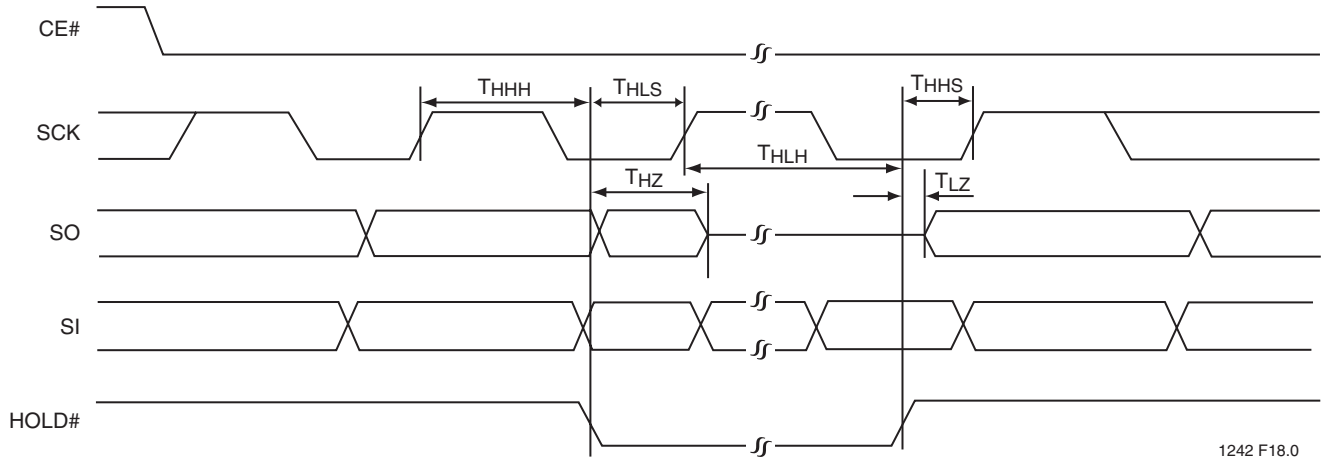 CE#
THHH
THLS
THHS
SCK
THLH
THZ
TLZ
SO
SI
HOLD#
1242 F18.0